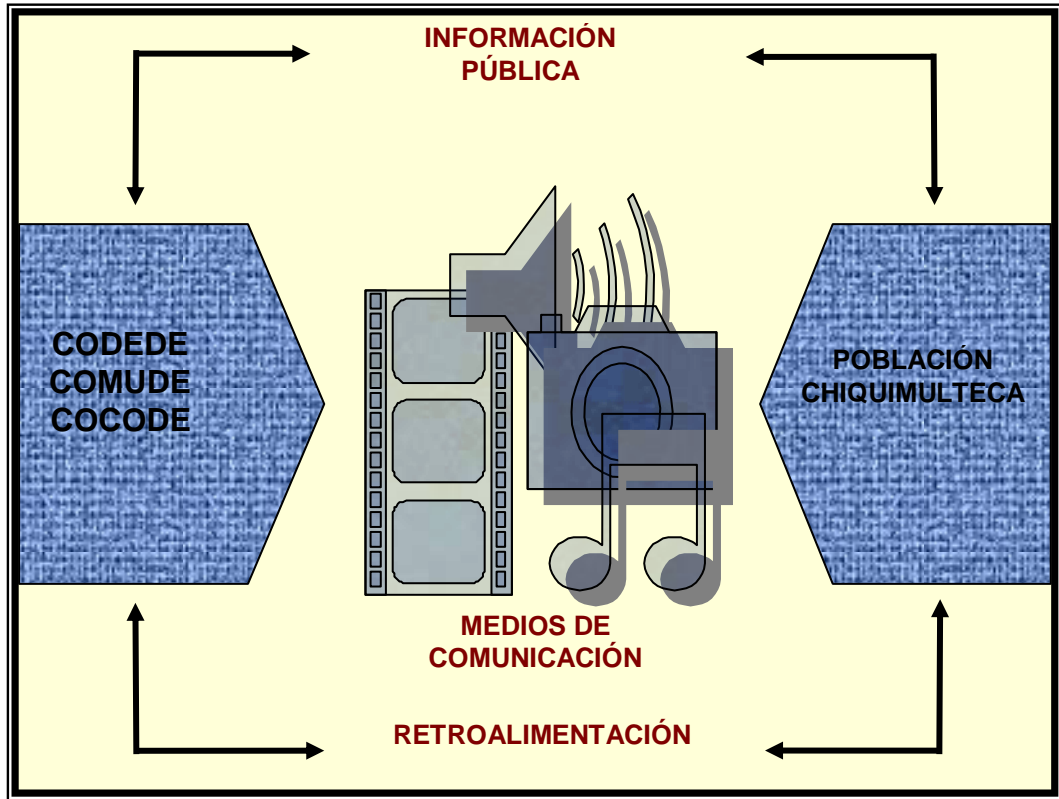 INFORMACIÓN
PÚBLICA
CODEDE
COMUDE
COCODE
POBLACIÓN
CHIQUIMULTECA
MEDIOS DE
COMUNICACIÓN
RETROALIMENTACIÓN